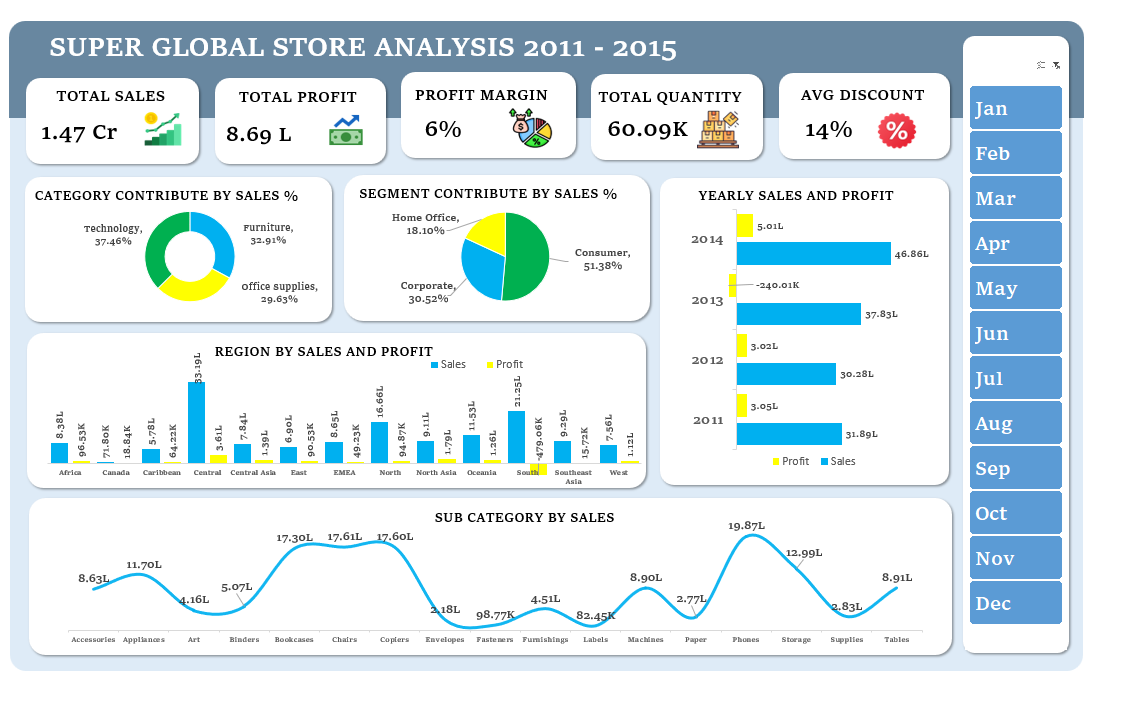 SUPER GLOBAL STORE ANALYSIS 2011 - 2015
TOTAL SALES
1.47 Cr
TOTAL PROFIT
8.69 L
PROFIT MARGIN
6%
TOTAL QUANTITY
60.09K
AVG DISCOUNT
14%
CATEGORY CONTRIBUTE BY SALES %
Technology,
37.46%
Furniture,
32.91%
Office supplies,
29.63%
SEGMENT CONTRIBUTE BY SALES %
Home Office,
18.10%
Consumer,
51.38%
Corporate,
30.52%
YEARLY SALES AND PROFIT
2014
5.01L
46.86L
2013
-240.01K
37.83L
2012
3.02L
30.28L
2011
3.05L
31.89L
Profit
Sales
REGION BY SALES AND PROFIT
Sales
Profit
8.38L
96.53K
71.80K
18.84K
5.78L
64.22K
33.19L
3.61L
7.84L
1.39L
6.90L
90.53K
8.65L
49.23K
16.66L
94.87K
9.11L
1.79L
11.53L
1.26L
21.25L
-479.06K
9.29L
15.72K
7.56L
1.12L
Africa
Canada
Caribbean
Central
Central Asia
East
EMEA
North
North Asia
Oceania
South
Southeast
Asia
West
SUB CATEGORY BY SALES
8.63L
11.70L
4.16L
5.07L
17.30L
17.61L
17.60L
2.18L
98.77K
4.51L
82.45K
8.90L
2.77L
19.87L
12.99L
2.83L
8.91L
Accessories
Appliances
Art
Binders
Bookcases
Chairs
Copiers
Envelopes
Fasteners
Furnishings
Labels
Machines
Paper
Phones
Storage
Supplies
Tables
Jan
Feb
Mar
Apr
May
Jun
Jul
Aug
Sep
Oct
Nov
Dec
%